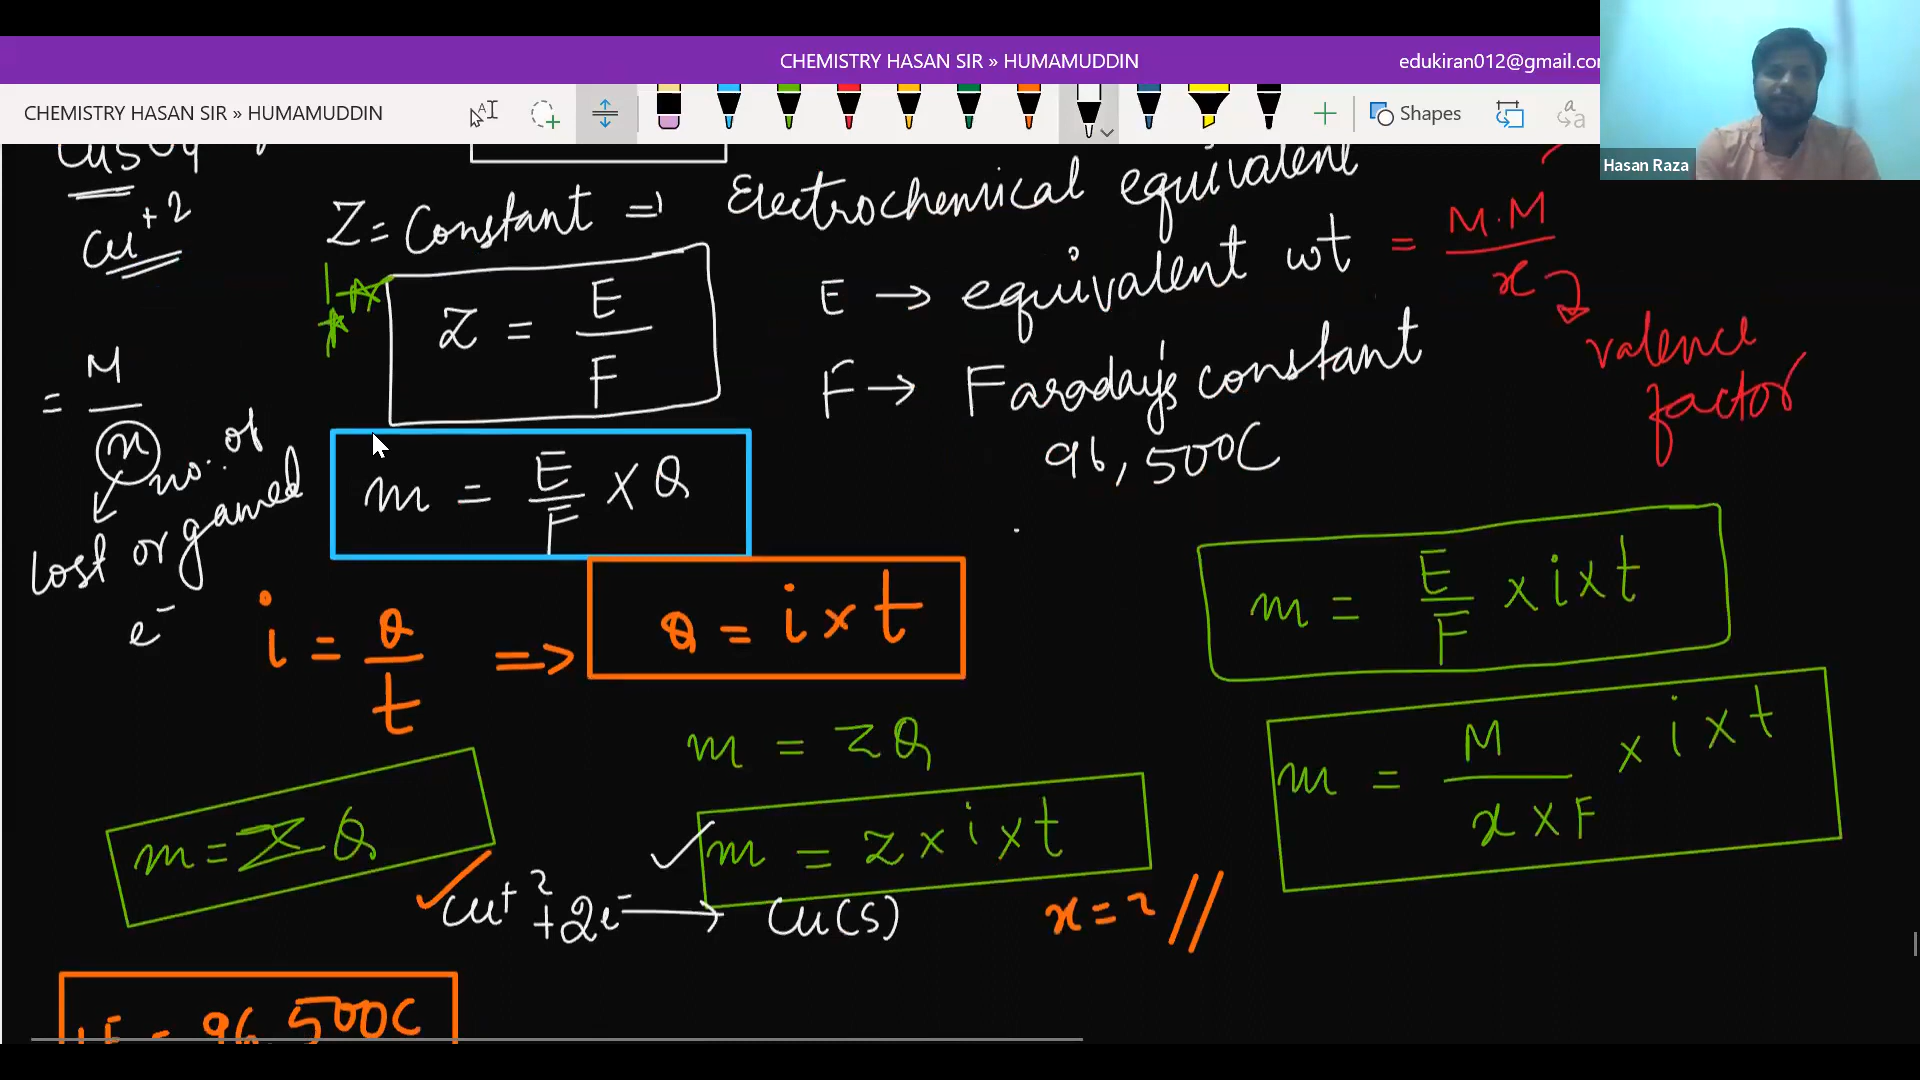 CHEMISTRY HASAN SIR » HUMAMUDDIN
edukiran012@gmail.co
CHEMISTRY HASAN SIR » HUMAMUDDIN
Shapes
Hasan Raza
CuSO4
Cu+2
Z = Constant => Electrochemical equivalent
Z = E/F
E → equivalent wt = M.M/x
valence factor
F → Faraday's constant
96,500C
= M/x
no. of
lost or gained
e-
m = E/F × Q
i = Q/t => Q = i × t
m = E/F × i × t
m = ZQ
m = M/x×F × i × t
m = ZQ
m = Z × i × t
Cu+2 + 2e- → Cu(s)
x = 2 //
1F = 96,500C